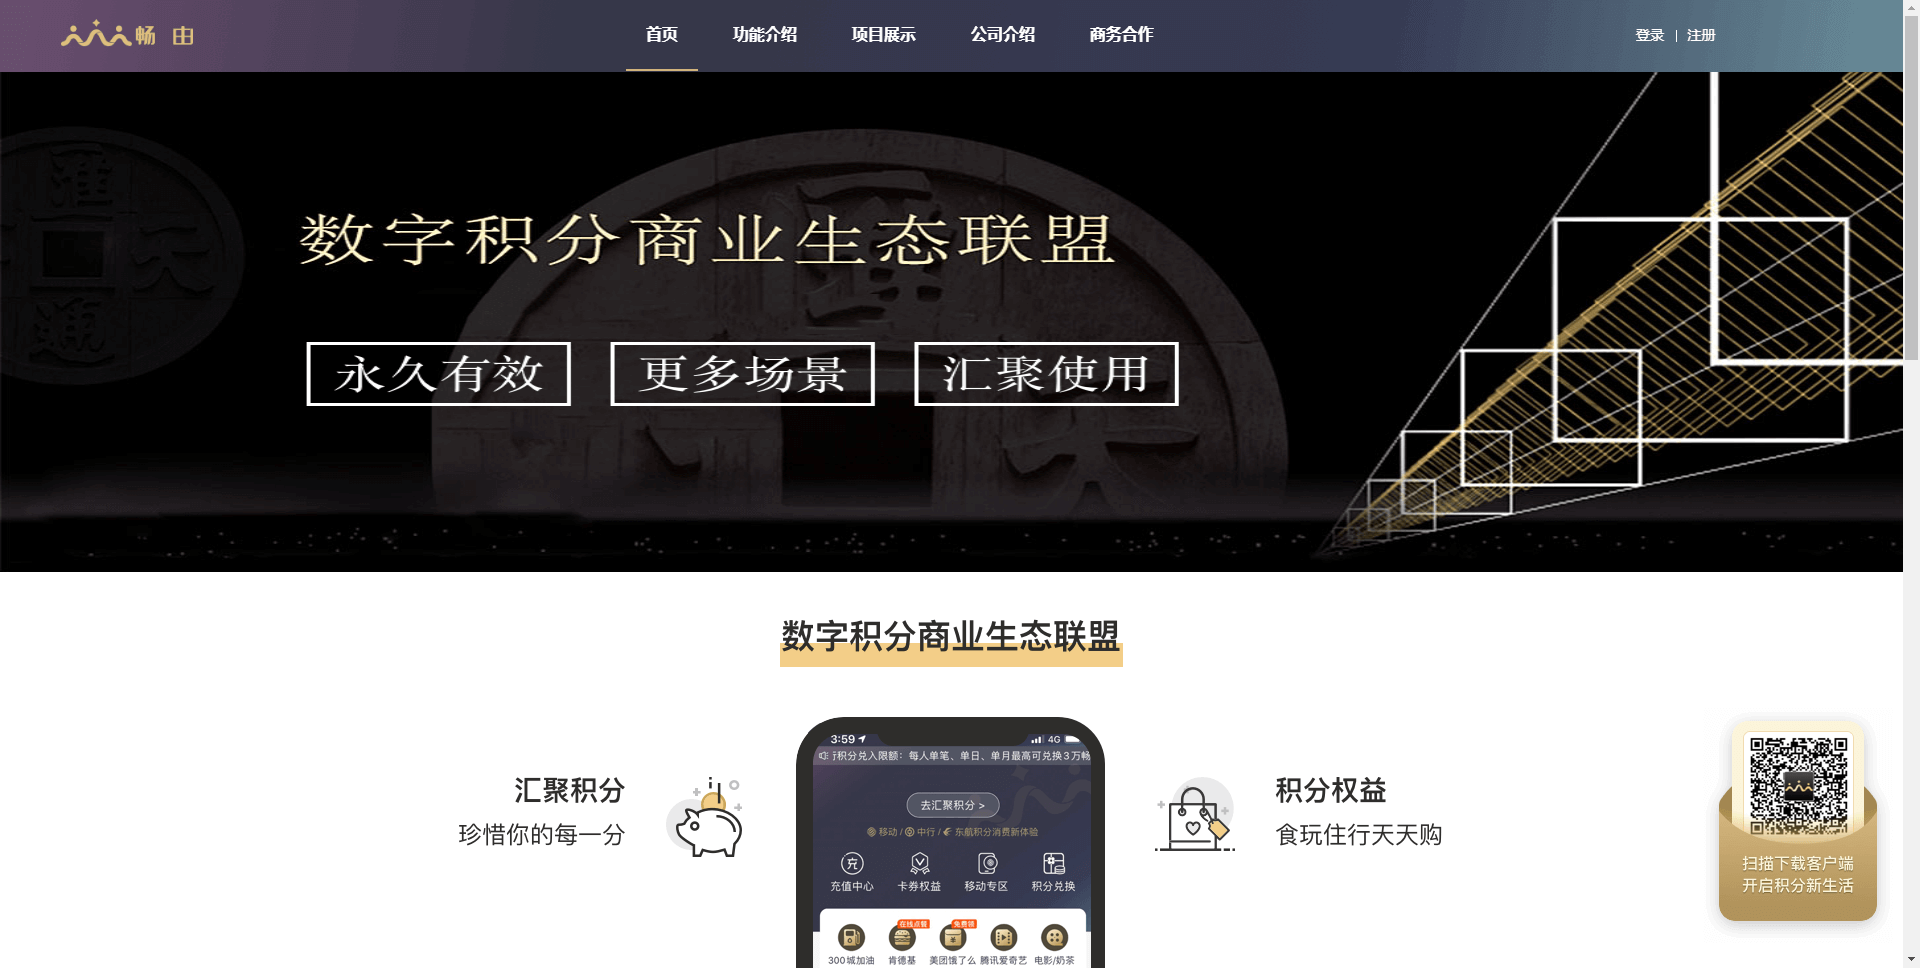 畅 由
首页 功能介绍 项目展示 公司介绍 商务合作
登录 | 注册
匯
天
通
天
数字积分商业生态联盟
永久有效 更多场景 汇聚使用
数字积分商业生态联盟
汇聚积分
珍惜你的每一分
3:59 4G
积分兑入限额：每人单笔、单日、单月最高可兑换3万畅
去汇聚积分 >
移动 / 中行 / 东航积分消费新体验
充
充值中心 卡券权益 移动专区 积分兑换
在线点餐 免费领
300城加油 肯德基 美团饿了么 腾讯爱奇艺 电影/奶茶
积分权益
食玩住行天天购
扫描下载客户端
开启积分新生活